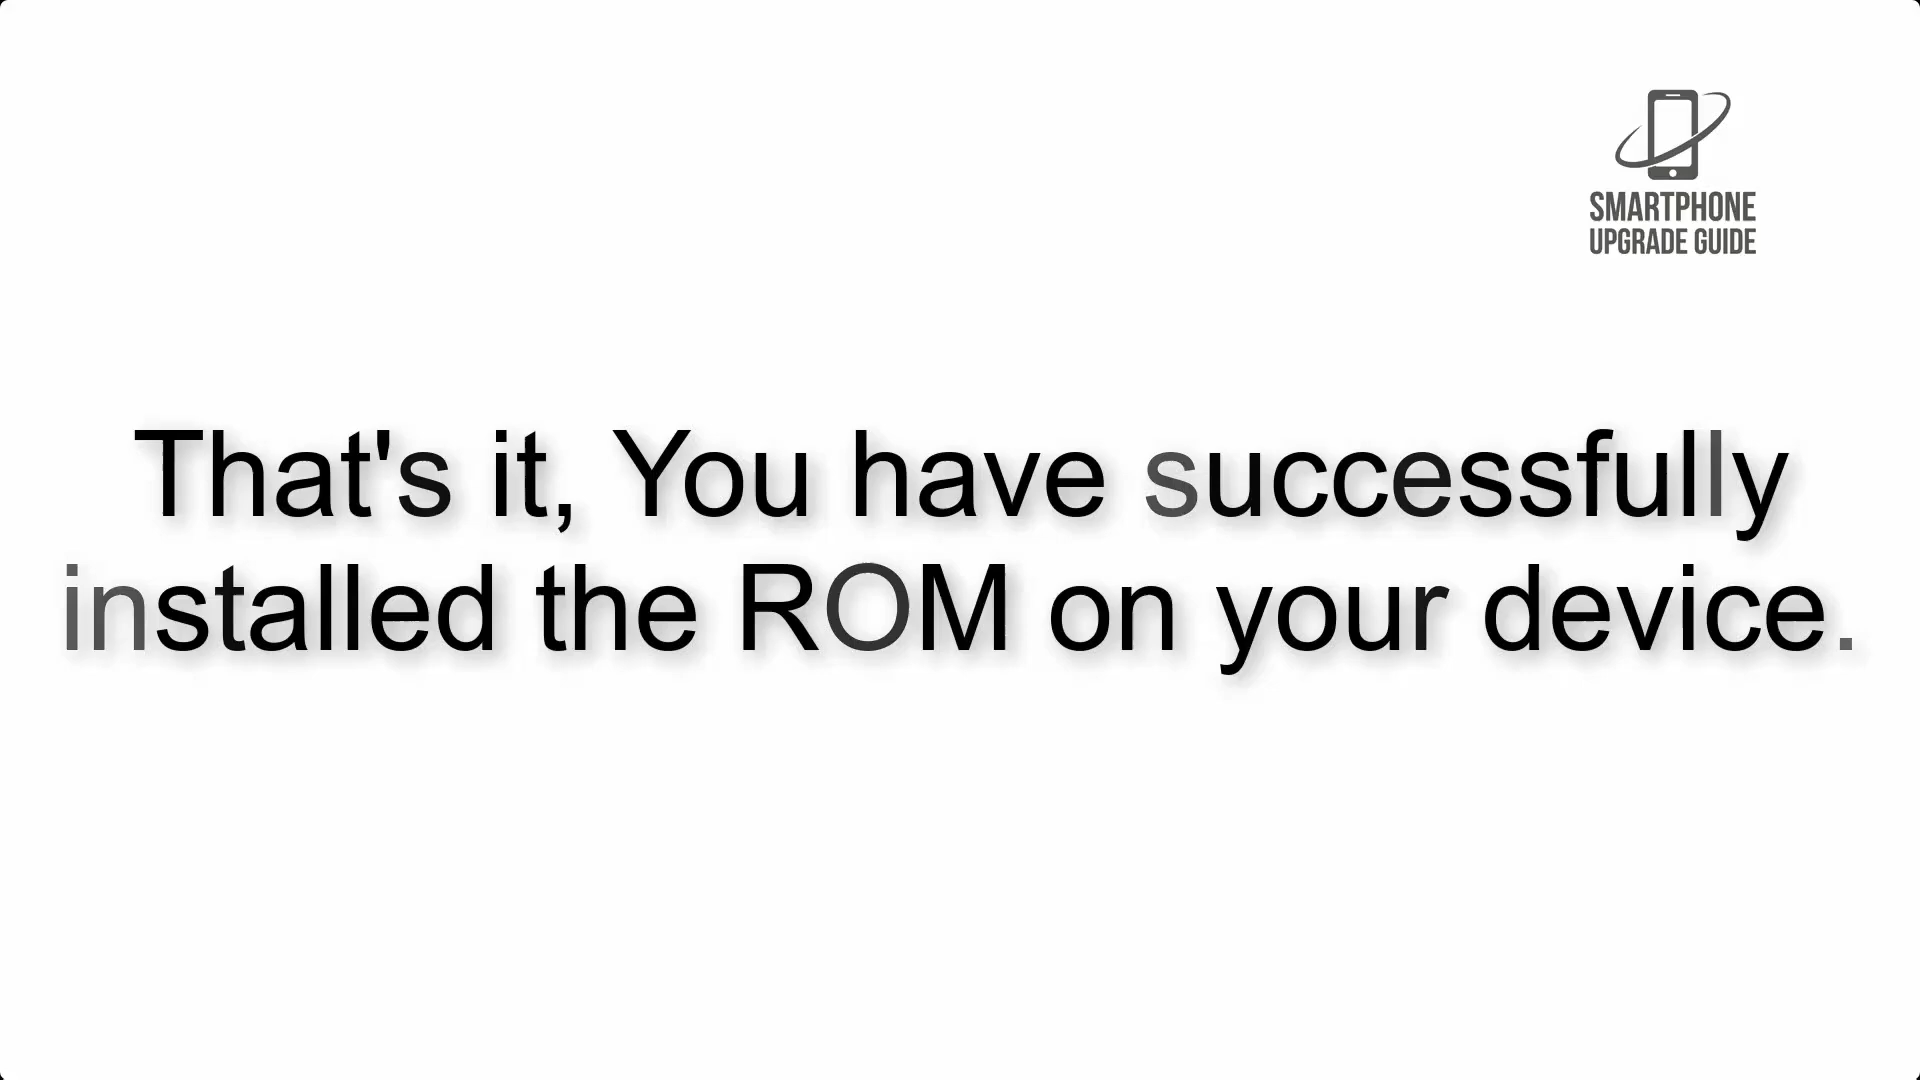 SMARTPHONE
UPGRADE GUIDE
That's it, You have successfully
installed the ROM on your device.